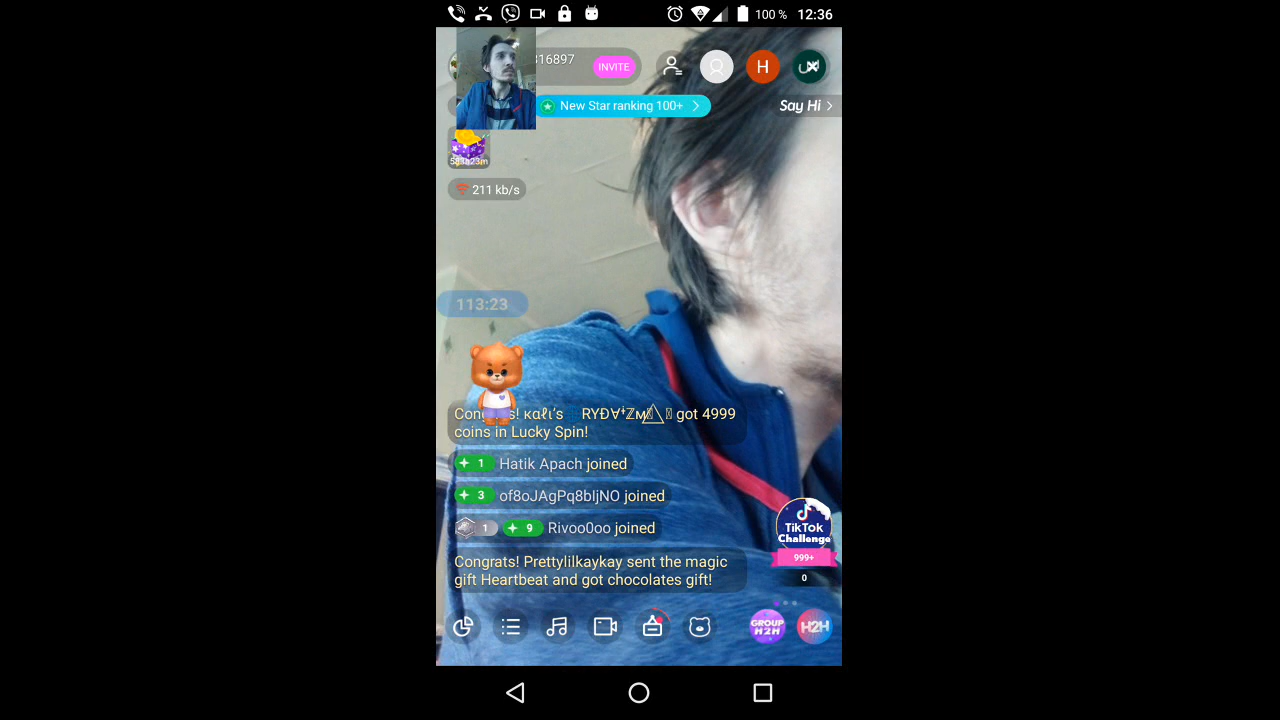 100 % 12:36
316897
INVITE
H
New Star ranking 100+
Say Hi
583h23m
211 kb/s
113:23
got 4999
coins in Lucky Spin!
1 Hatik Apach joined
3 of8oJAgPq8bIjNO joined
1 9 Rivoo0oo joined
TikTok
Challenge
999+
0
Congrats! Prettylilkaykay sent the magic
gift Heartbeat and got chocolates gift!
GROUP
H2H
H2H